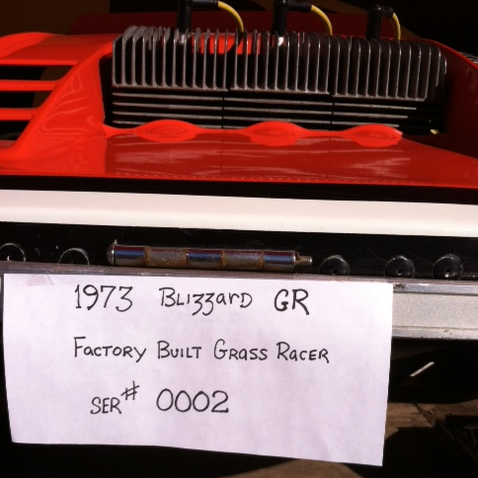 1973 Blizzard GR
Factory Built Grass Racer
SER# 0002